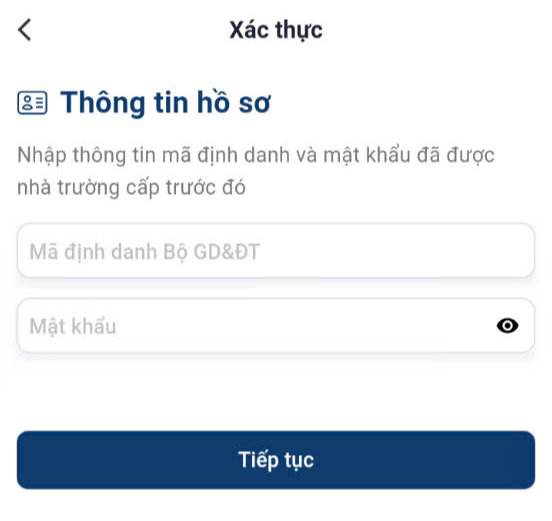 Xác thực
Thông tin hồ sơ
Nhập thông tin mã định danh và mật khẩu đã được
nhà trường cấp trước đó
Mã định danh Bộ GD&ĐT
Mật khẩu
Tiếp tục